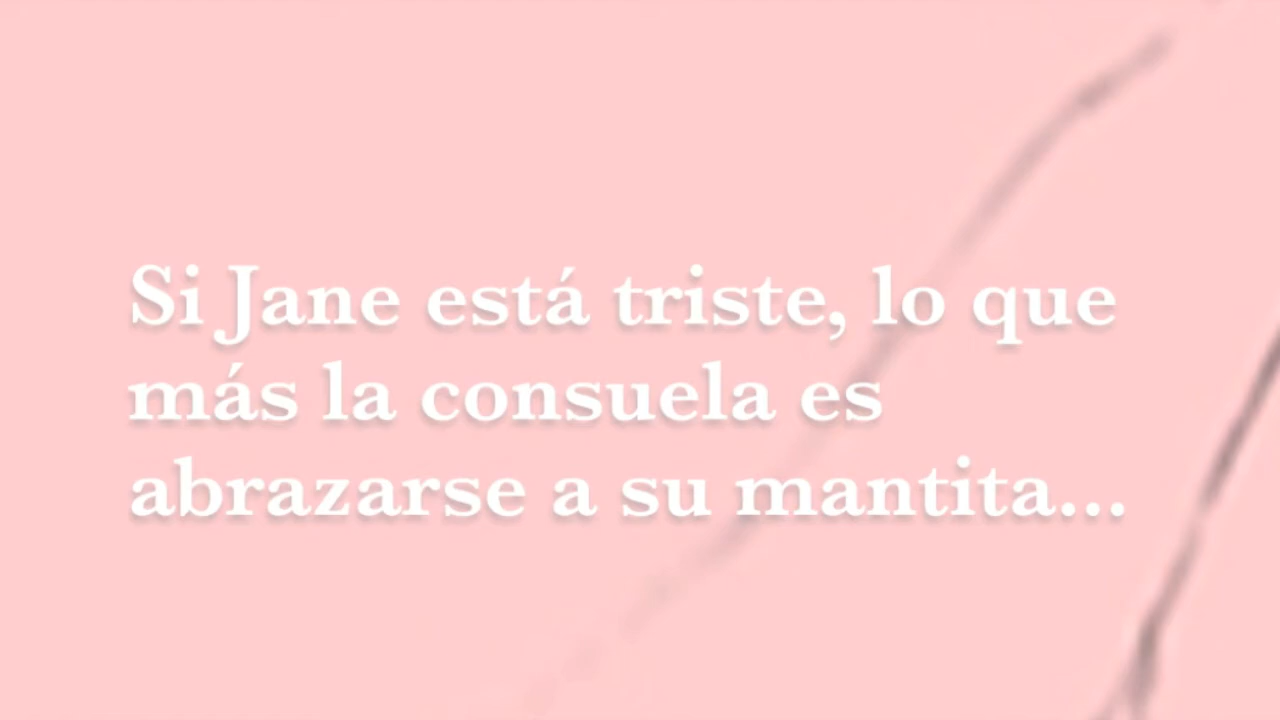 Si Jane está triste, lo que
más la consuela es
abrazarse a su mantita...